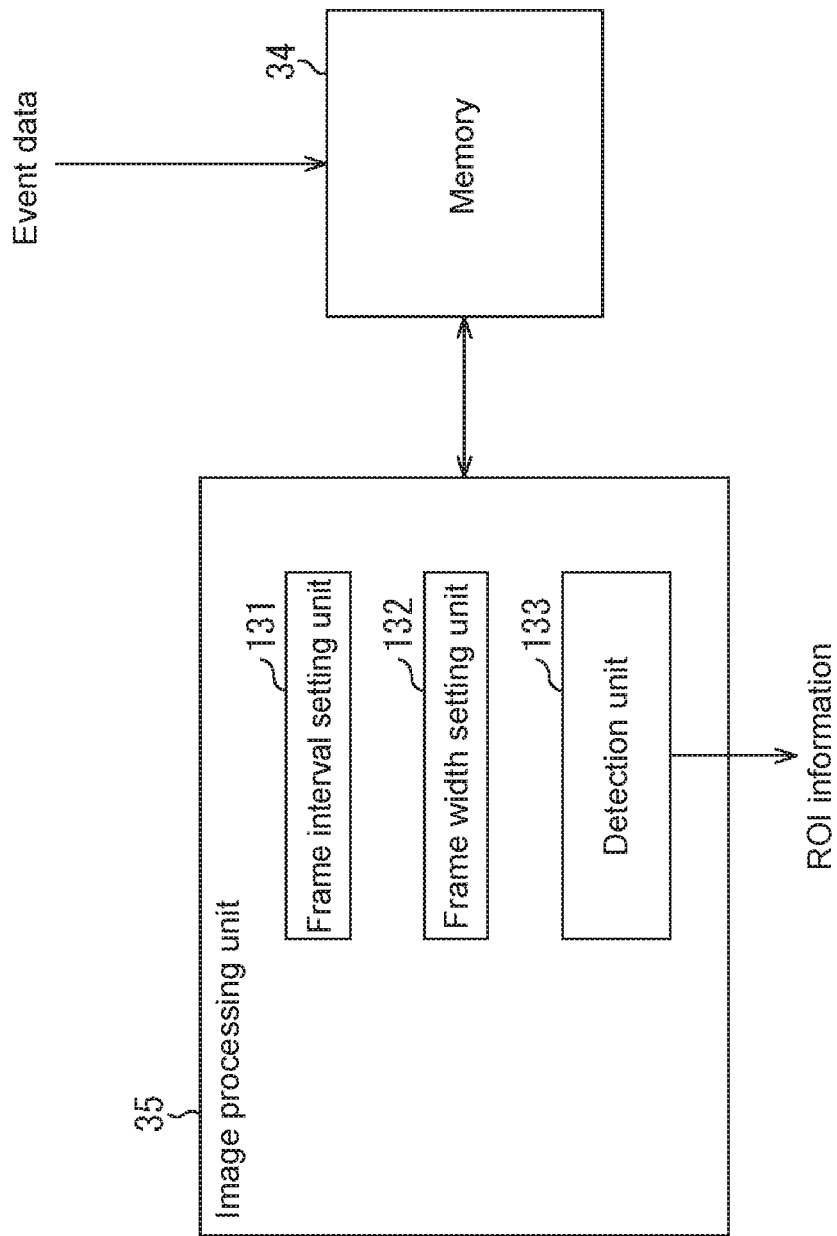 Event data
34
Memory
35
Image processing unit
131
Frame interval setting unit
132
Frame width setting unit
133
Detection unit
ROI information